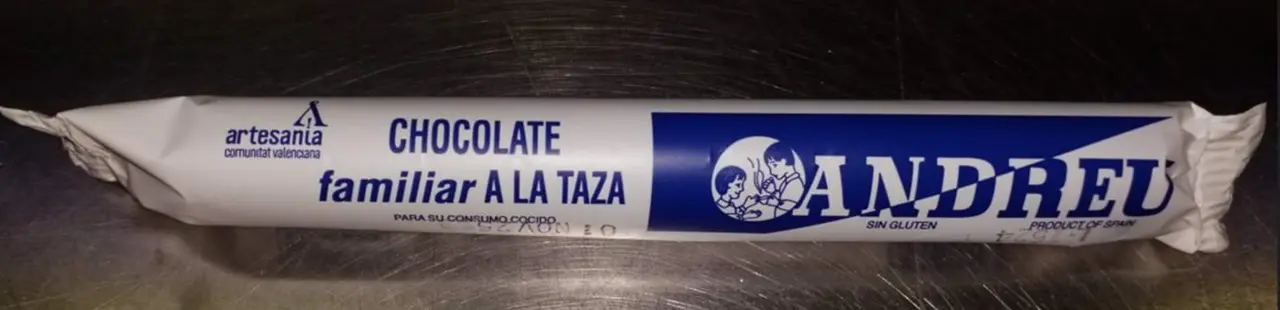 artesanía
comunitat valenciana
CHOCOLATE
familiar A LA TAZA
PARA SU CONSUMO COCIDO
ANDREU
SIN GLUTEN
PRODUCT OF SPAIN